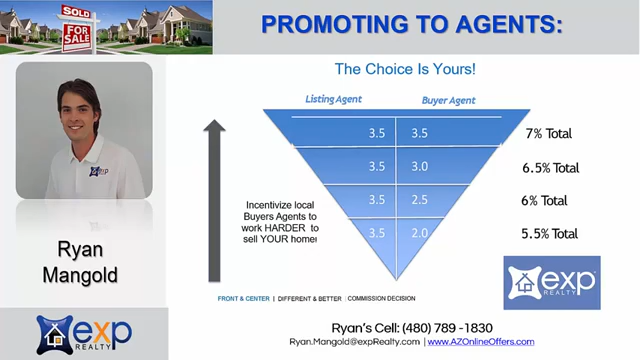 SOLD
FOR
SALE
PROMOTING TO AGENTS:
The Choice Is Yours!
Listing Agent
Buyer Agent
3.5 3.5 7% Total
3.5 3.0 6.5% Total
3.5 2.5 6% Total
3.5 2.0 5.5% Total
Incentivize local
Buyers Agents to
work HARDER to
sell YOUR home!
exp
Ryan
Mangold
exp
REALTY
FRONT & CENTER | DIFFERENT & BETTER | COMMISSION DECISION
exp
REALTY
Ryan's Cell: (480) 789 -1830
Ryan.Mangold@expRealty.com | www.AZOnlineOffers.com